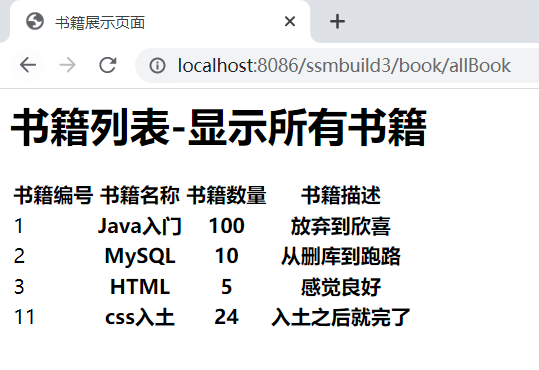 书籍展示页面
localhost:8086/ssmbuild3/book/allBook
书籍列表-显示所有书籍
书籍编号 书籍名称 书籍数量 书籍描述
1 Java入门 100 放弃到欣喜
2 MySQL 10 从删库到跑路
3 HTML 5 感觉良好
11 css入土 24 入土之后就完了